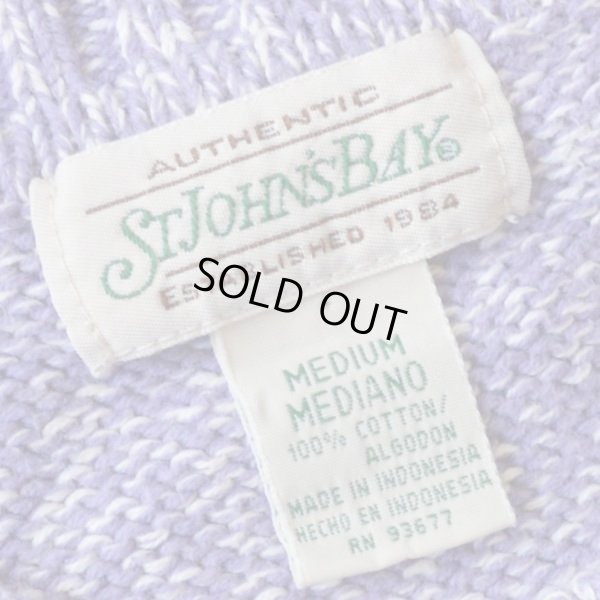 AUTHENTIC
ST JOHN'S BAY®
ESTABLISHED 1984
SOLD OUT
MEDIUM
MEDIANO
100% COTTON/
ALGODON
MADE IN INDONESIA
HECHO EN INDONESIA
RN 93677